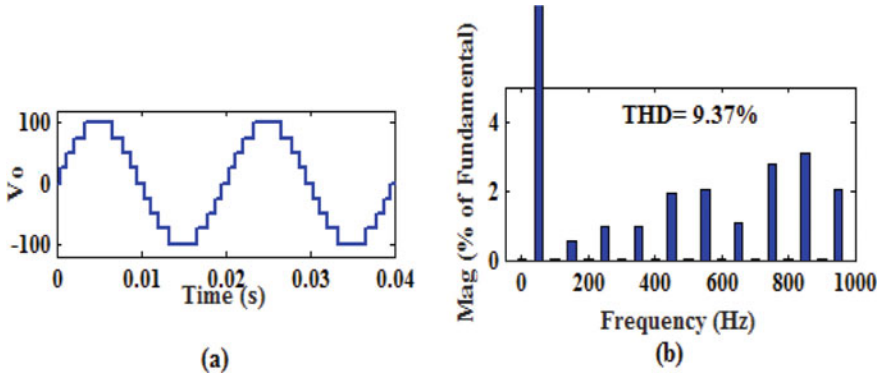 100
0
-100
Vo
0
0.01
0.02
0.03
0.04
Time (s)
(a)
Mag (% of Fundamental)
4
2
0
THD= 9.37%
0
200
400
600
800
1000
Frequency (Hz)
(b)